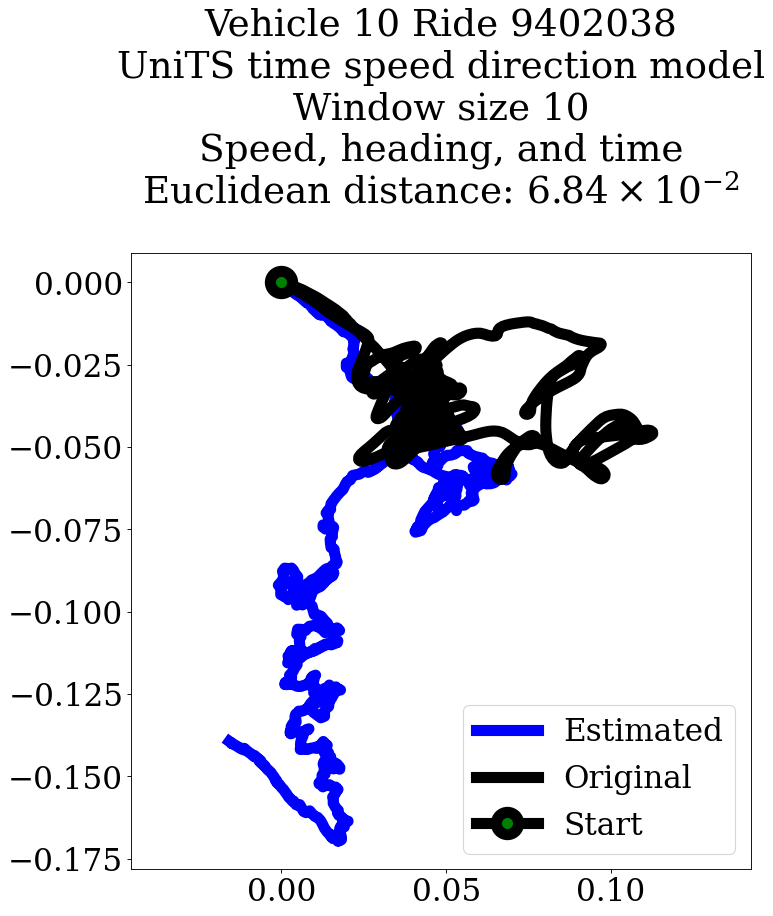 Vehicle 10 Ride 9402038
UniTS time speed direction model
Window size 10
Speed, heading, and time
Euclidean distance: 6.84 × 10⁻²
0.000
−0.025
−0.050
−0.075
−0.100
−0.125
−0.150
−0.175
Estimated
Original
Start
0.00 0.05 0.10